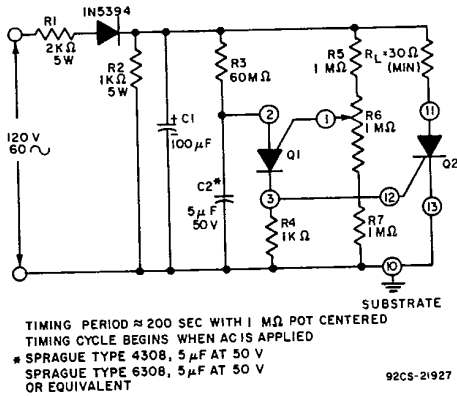 IN5394
R1
2KΩ
5W
R2
1KΩ
5W
+ C1
100µF
R3
60MΩ
R5
1 MΩ
RL=30Ω
(MIN)
120 V
60 ~
2
1
R6
1MΩ
11
Q1
Q2
C2*
5µF
50V
3
12
13
R4
1KΩ
R7
1MΩ
10
SUBSTRATE
TIMING PERIOD ≈ 200 SEC WITH 1 MΩ POT CENTERED
TIMING CYCLE BEGINS WHEN AC IS APPLIED
* SPRAGUE TYPE 4308, 5µF AT 50 V
SPRAGUE TYPE 6308, 5µF AT 50 V
OR EQUIVALENT
92CS-21927